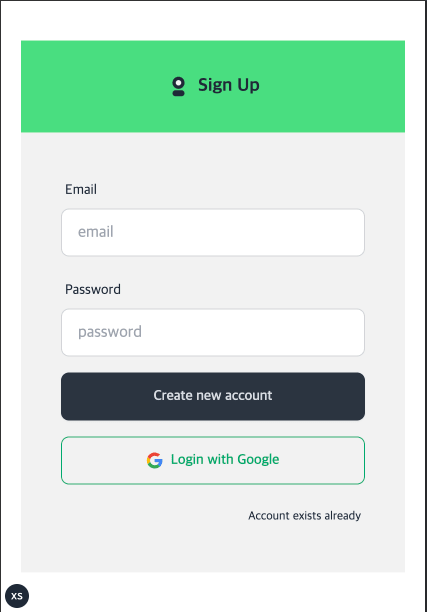 Sign Up
Email
email
Password
password
Create new account
Login with Google
Account exists already
xs